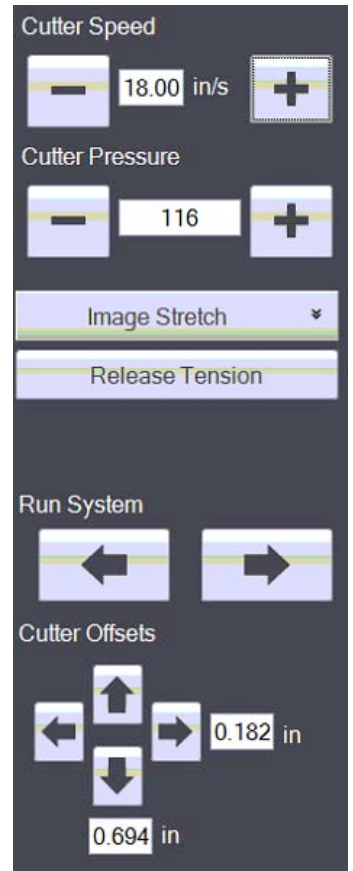 Cutter Speed
18.00 in/s
Cutter Pressure
116
Image Stretch
Release Tension
Run System
Cutter Offsets
0.182 in
0.694 in